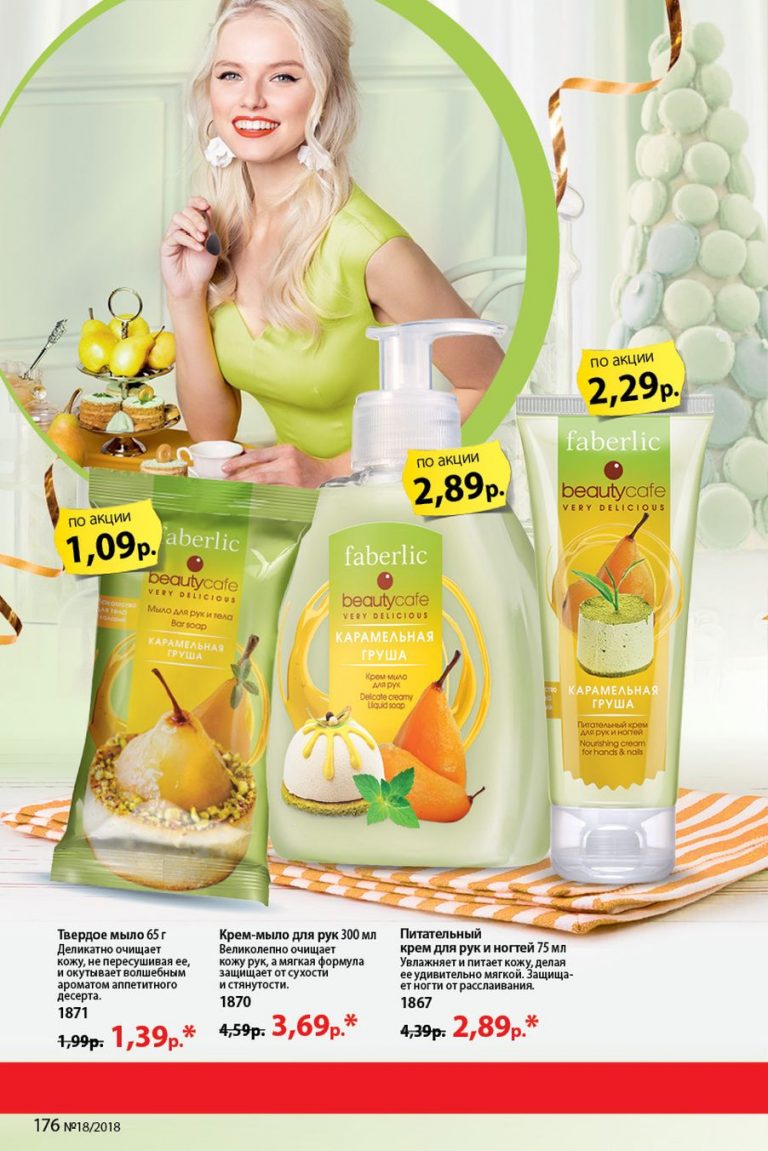 по акции
2,29р.
по акции
2,89р.
по акции
1,09р.
faberlic
beautycafe
VERY DELICIOUS
Мыло для рук и тела
Bar soap
КАРАМЕЛЬНАЯ
ГРУША
faberlic
beautycafe
VERY DELICIOUS
КАРАМЕЛЬНАЯ
ГРУША
Крем-мыло
для рук
Delicate creamy
Liquid soap
faberlic
beautycafe
VERY DELICIOUS
КАРАМЕЛЬНАЯ
ГРУША
Питательный крем
для рук и ногтей
Nourishing cream
for hands & nails
Твердое мыло 65 г
Деликатно очищает
кожу, не пересушивая ее,
и окутывает волшебным
ароматом аппетитного
десерта.
1871
1,99р. 1,39р.*
Крем-мыло для рук 300 мл
Великолепно очищает
кожу рук, а мягкая формула
защищает от сухости
и стянутости.
1870
4,59р. 3,69р.*
Питательный
крем для рук и ногтей 75 мл
Увлажняет и питает кожу, делая
ее удивительно мягкой. Защища-
ет ногти от расслаивания.
1867
4,39р. 2,89р.*
176 №18/2018